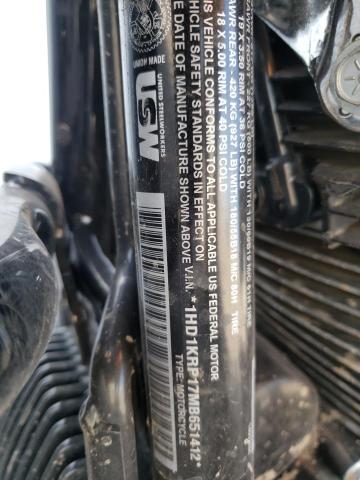 18 X 3.50 RIM AT 36 PSI COLD
GAWR REAR - 420 KG (927 LB) WITH 180/55B18 M/C 80H TIRE
18 X 5.00 RIM AT 40 PSI COLD
THIS VEHICLE CONFORMS TO ALL APPLICABLE US FEDERAL MOTOR
VEHICLE SAFETY STANDARDS IN EFFECT ON
THE DATE OF MANUFACTURE SHOWN ABOVE V.I.N. *1HD1KRP17MB651412*
TYPE: MOTORCYCLE
UNION MADE
USW
UNITED STEELWORKERS